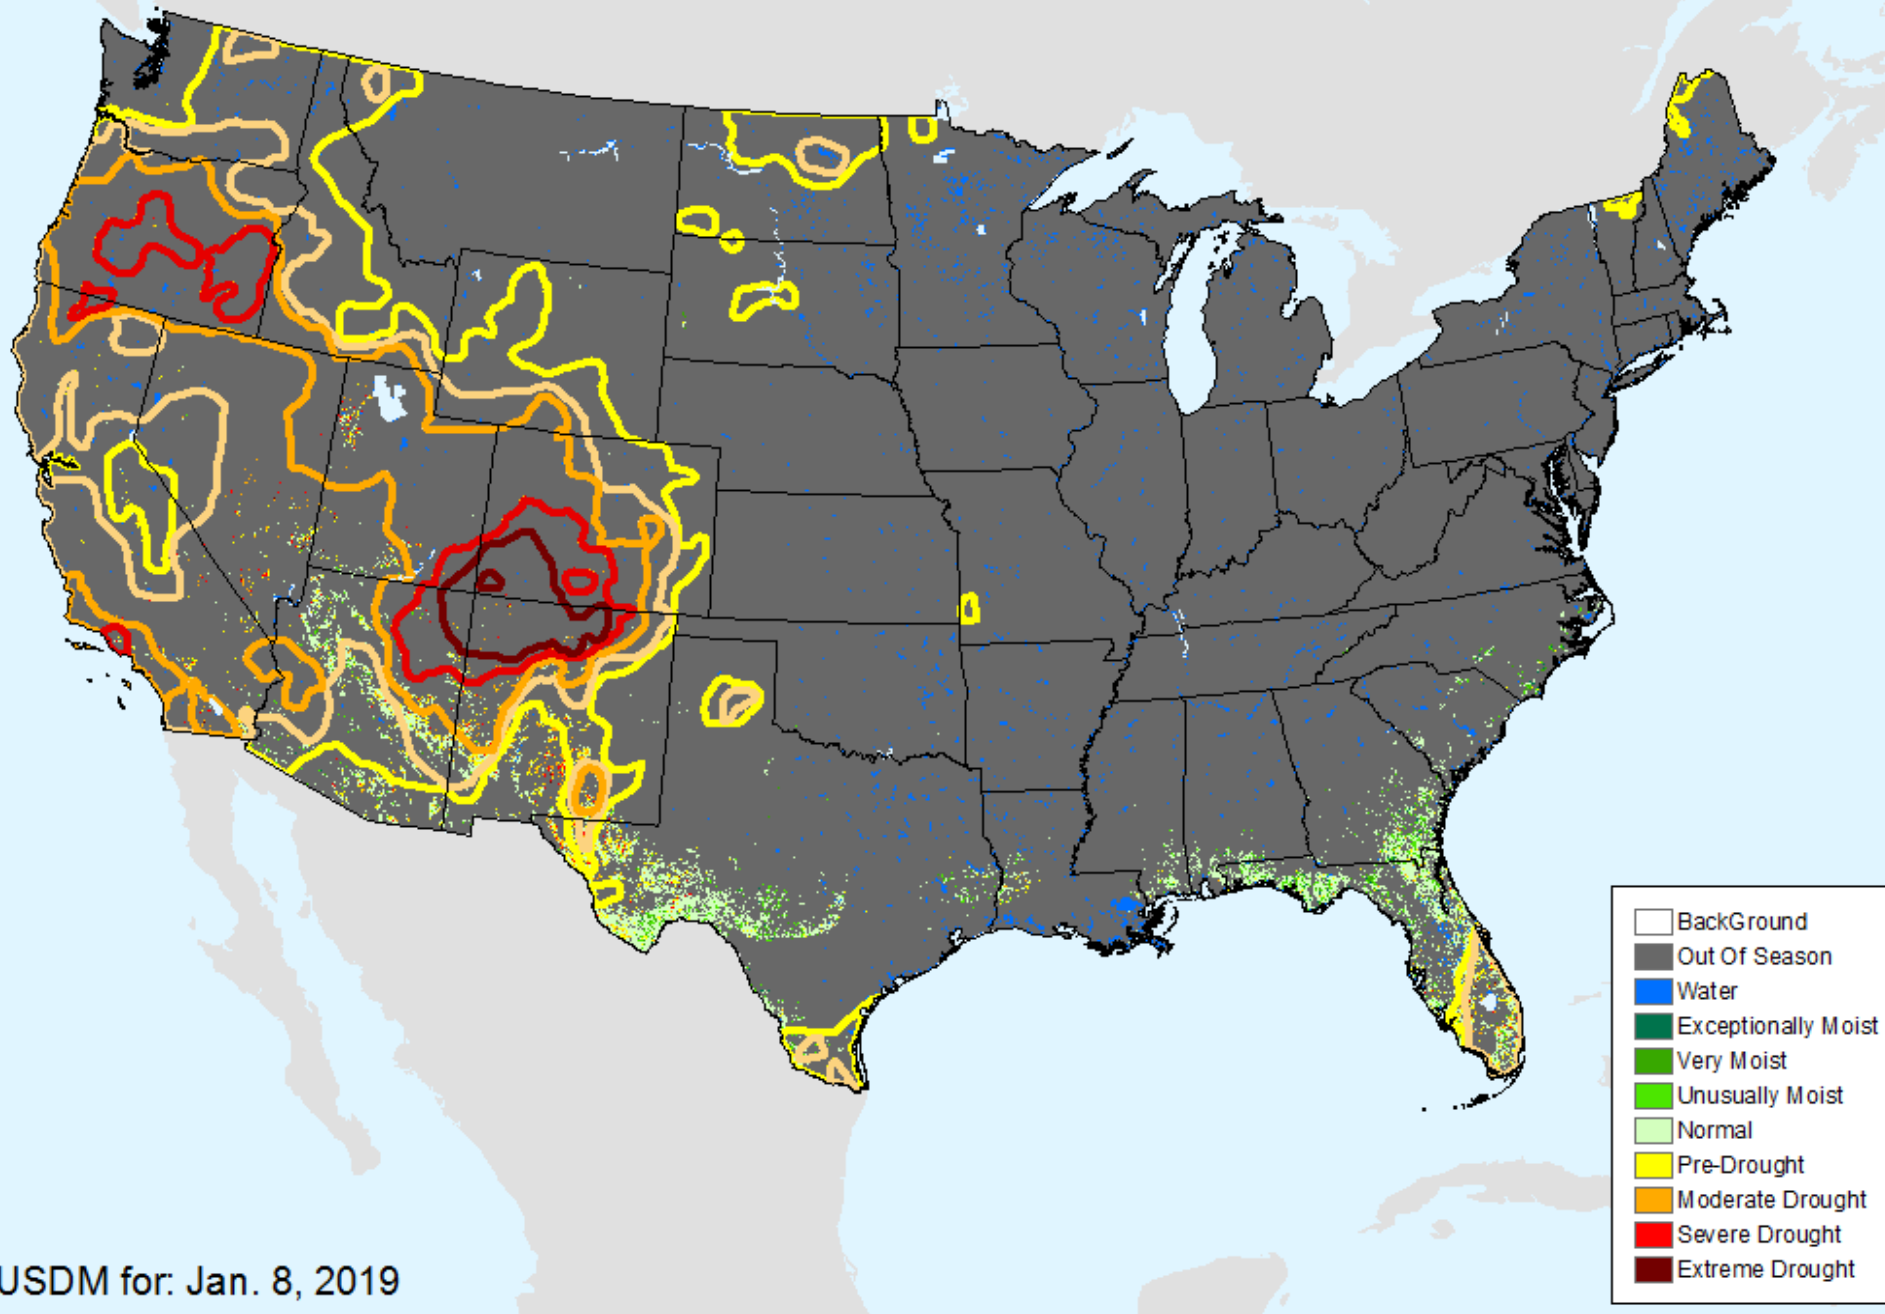 BackGround
Out Of Season
Water
Exceptionally Moist
Very Moist
Unusually Moist
Normal
Pre-Drought
Moderate Drought
Severe Drought
Extreme Drought
USDM for: Jan. 8, 2019